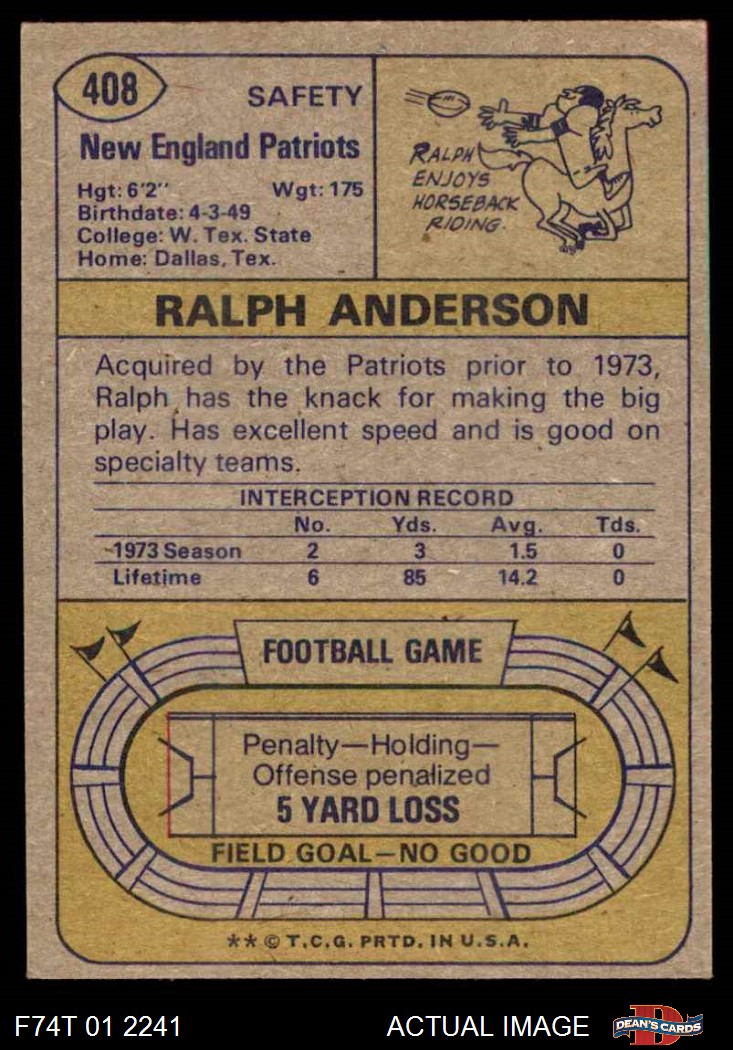 408
SAFETY
New England Patriots
Hgt: 6'2" Wgt: 175
Birthdate: 4-3-49
College: W. Tex. State
Home: Dallas, Tex.
RALPH
ENJOYS
HORSEBACK
RIDING.
RALPH ANDERSON
Acquired by the Patriots prior to 1973,
Ralph has the knack for making the big
play. Has excellent speed and is good on
specialty teams.
INTERCEPTION RECORD
No. Yds. Avg. Tds.
1973 Season 2 3 1.5 0
Lifetime 6 85 14.2 0
FOOTBALL GAME
Penalty—Holding—
Offense penalized
5 YARD LOSS
FIELD GOAL—NO GOOD
** © T.C.G. PRTD. IN U.S.A.
F74T 01 2241 ACTUAL IMAGE DEAN'S CARDS